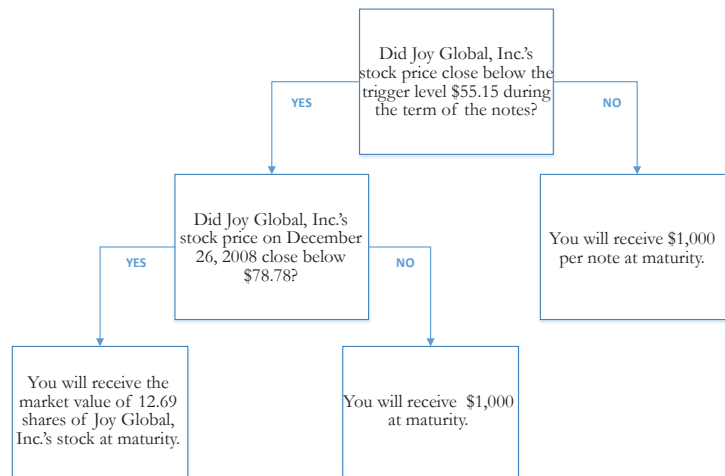 Did Joy Global, Inc.'s
stock price close below the
trigger level $55.15 during
the term of the notes?
YES
NO
Did Joy Global, Inc.'s
stock price on December
26, 2008 close below
$78.78?
You will receive $1,000
per note at maturity.
YES
NO
You will receive the
market value of 12.69
shares of Joy Global,
Inc.'s stock at maturity.
You will receive $1,000
at maturity.